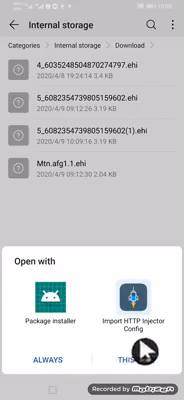 Internal storage
Categories
Internal storage
Download
4_6035248504870274797.ehi
2020/4/8 19:24:14 3.4 KB
5_6082354739805159602.ehi
2020/4/9 09:12:26 3.19 KB
5_6082354739805159602(1).ehi
2020/4/9 10:09:16 3.19 KB
Mtn.afg1.1.ehi
2020/4/9 09:12:30 2.04 KB
Open with
Package installer
Import HTTP Injector
Config
ALWAYS
THIS
Recorded by
Mobizen